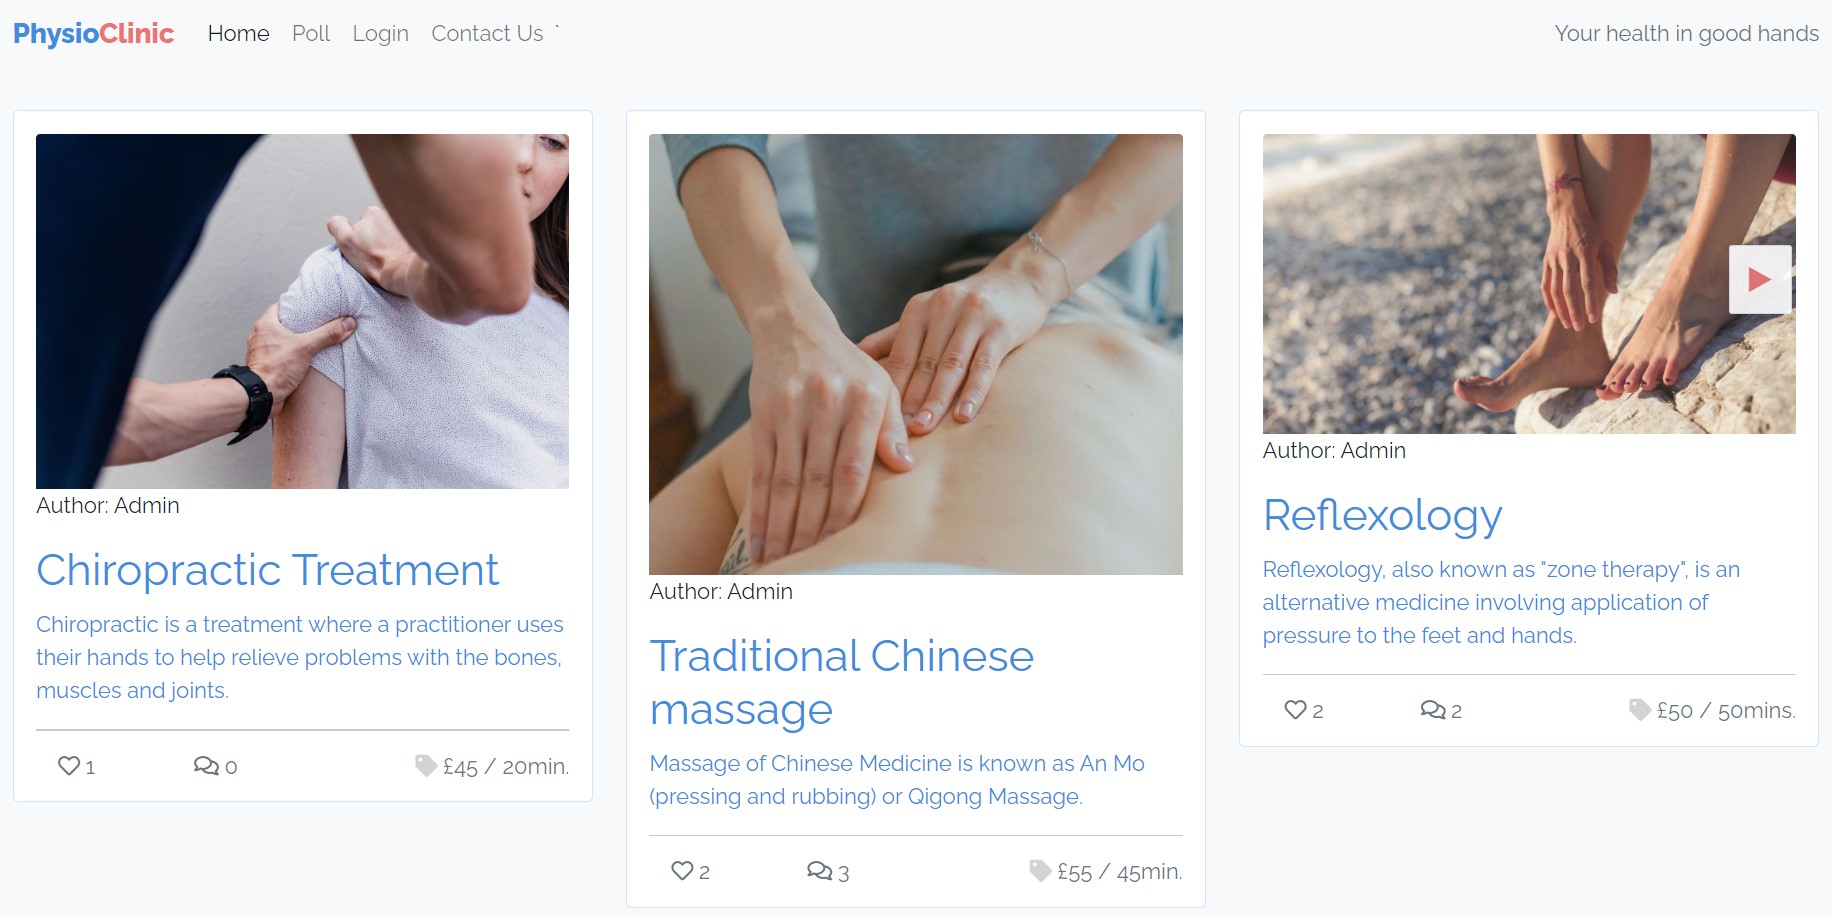 PhysioClinic Home Poll Login Contact Us ` Your health in good hands
Author: Admin
Chiropractic Treatment
Chiropractic is a treatment where a practitioner uses
their hands to help relieve problems with the bones,
muscles and joints.
1 0 £45 / 20min.
Author: Admin
Traditional Chinese
massage
Massage of Chinese Medicine is known as An Mo
(pressing and rubbing) or Qigong Massage.
2 3 £55 / 45min.
Author: Admin
Reflexology
Reflexology, also known as "zone therapy", is an
alternative medicine involving application of
pressure to the feet and hands.
2 2 £50 / 50mins.